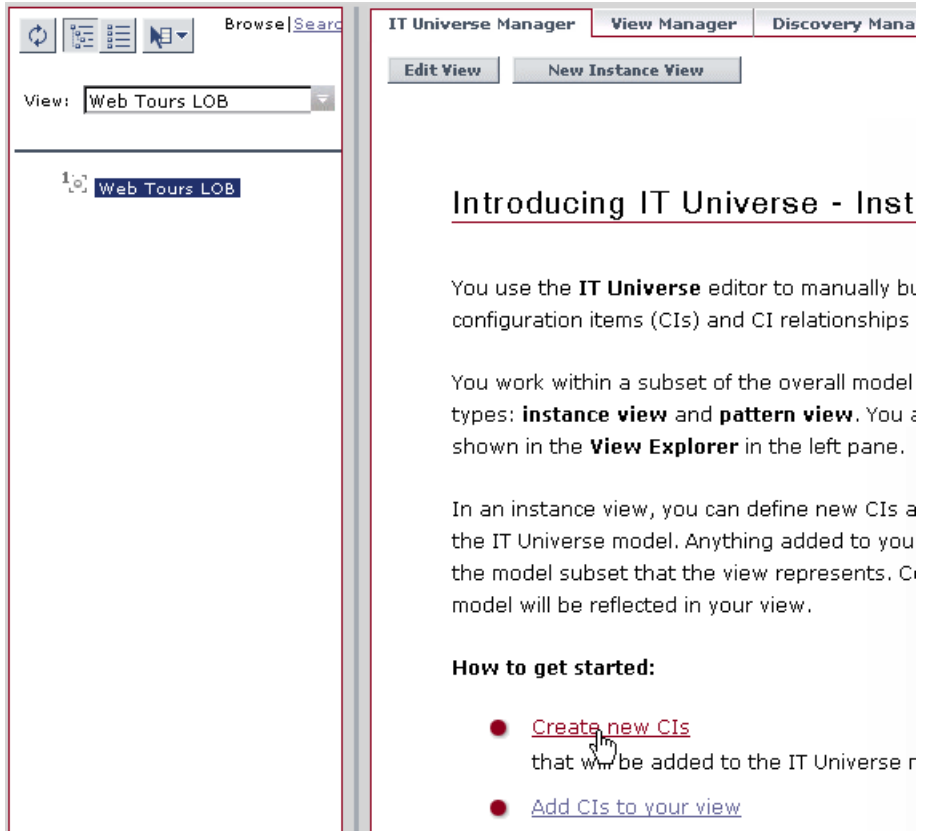 Browse|Searc
View: Web Tours LOB
1 Web Tours LOB
IT Universe Manager View Manager Discovery Mana
Edit View New Instance View
Introducing IT Universe - Inst
You use the IT Universe editor to manually bu
configuration items (CIs) and CI relationships
You work within a subset of the overall model
types: instance view and pattern view. You a
shown in the View Explorer in the left pane.
In an instance view, you can define new CIs a
the IT Universe model. Anything added to you
the model subset that the view represents. C
model will be reflected in your view.
How to get started:
Create new CIs
that will be added to the IT Universe
Add CIs to your view